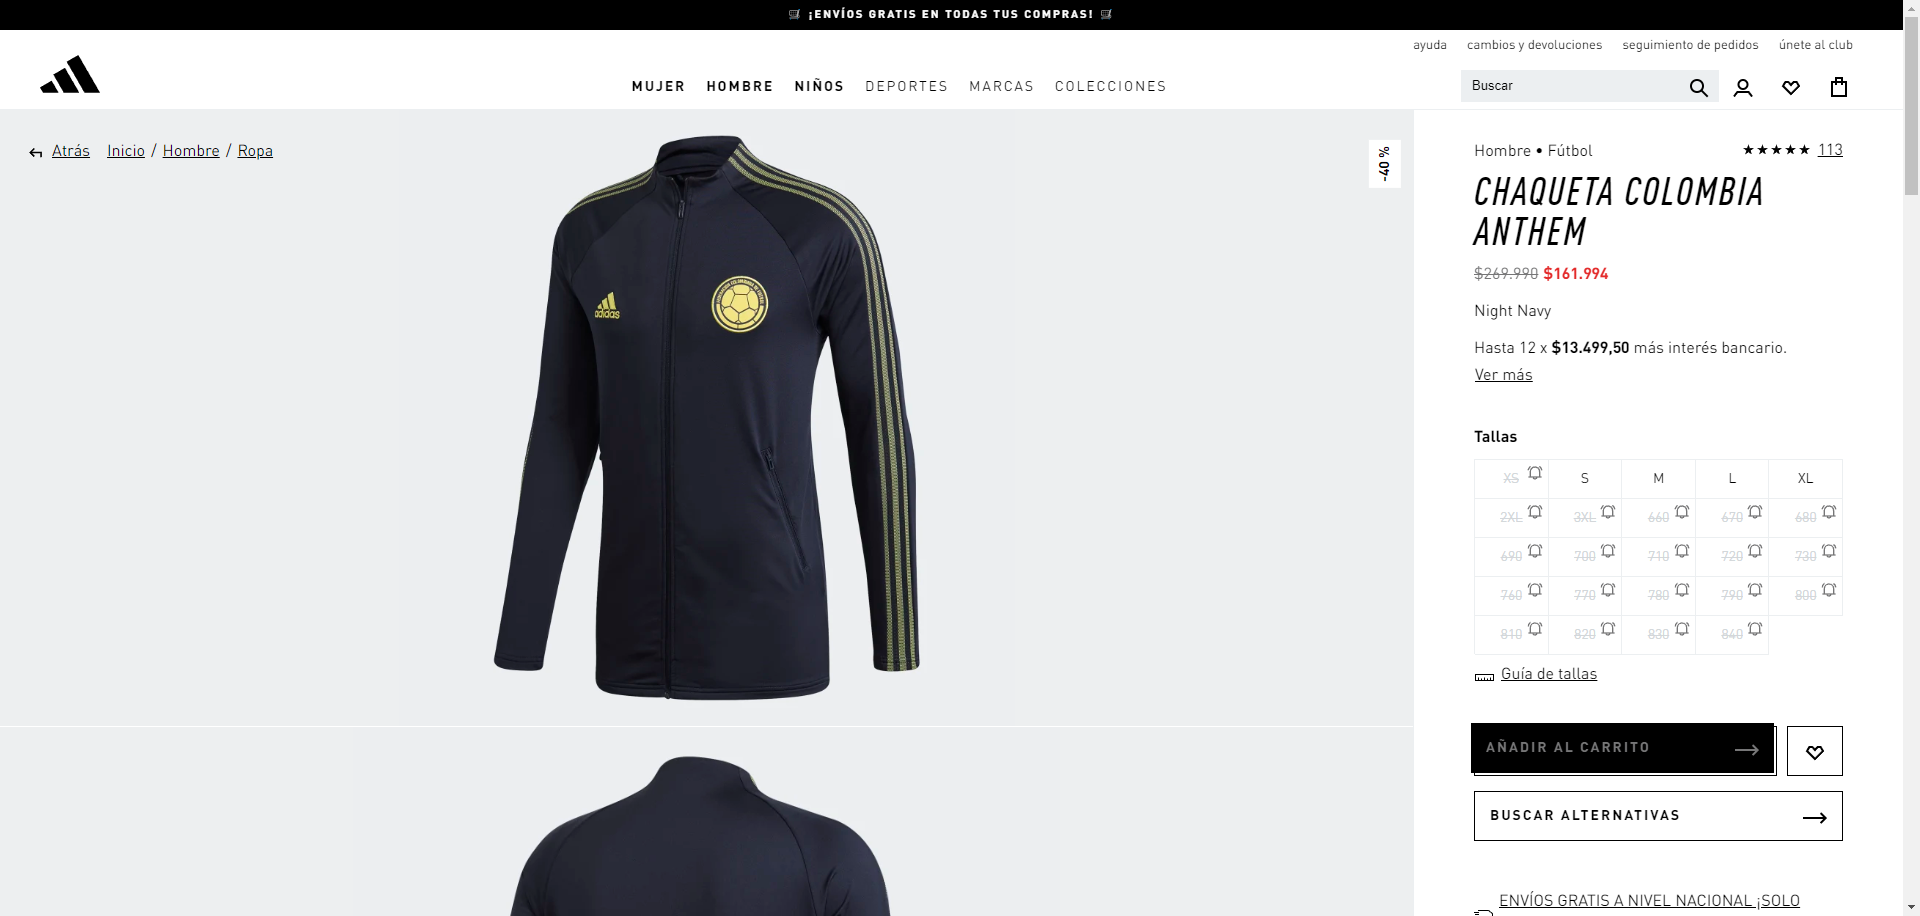 ¡ENVÍOS GRATIS EN TODAS TUS COMPRAS!
ayuda cambios y devoluciones seguimiento de pedidos únete al club
MUJER HOMBRE NIÑOS DEPORTES MARCAS COLECCIONES
Buscar
Atrás Inicio / Hombre / Ropa
-40 %
adidas
Hombre • Fútbol
★★★★★ 113
CHAQUETA COLOMBIA
ANTHEM
$269.990 $161.994
Night Navy
Hasta 12 x $13.499,50 más interés bancario.
Ver más
Tallas
XS S M L XL
2XL 3XL 660 670 680
690 700 710 720 730
760 770 780 790 800
810 820 830 840
Guía de tallas
AÑADIR AL CARRITO
BUSCAR ALTERNATIVAS
ENVÍOS GRATIS A NIVEL NACIONAL ¡SOLO